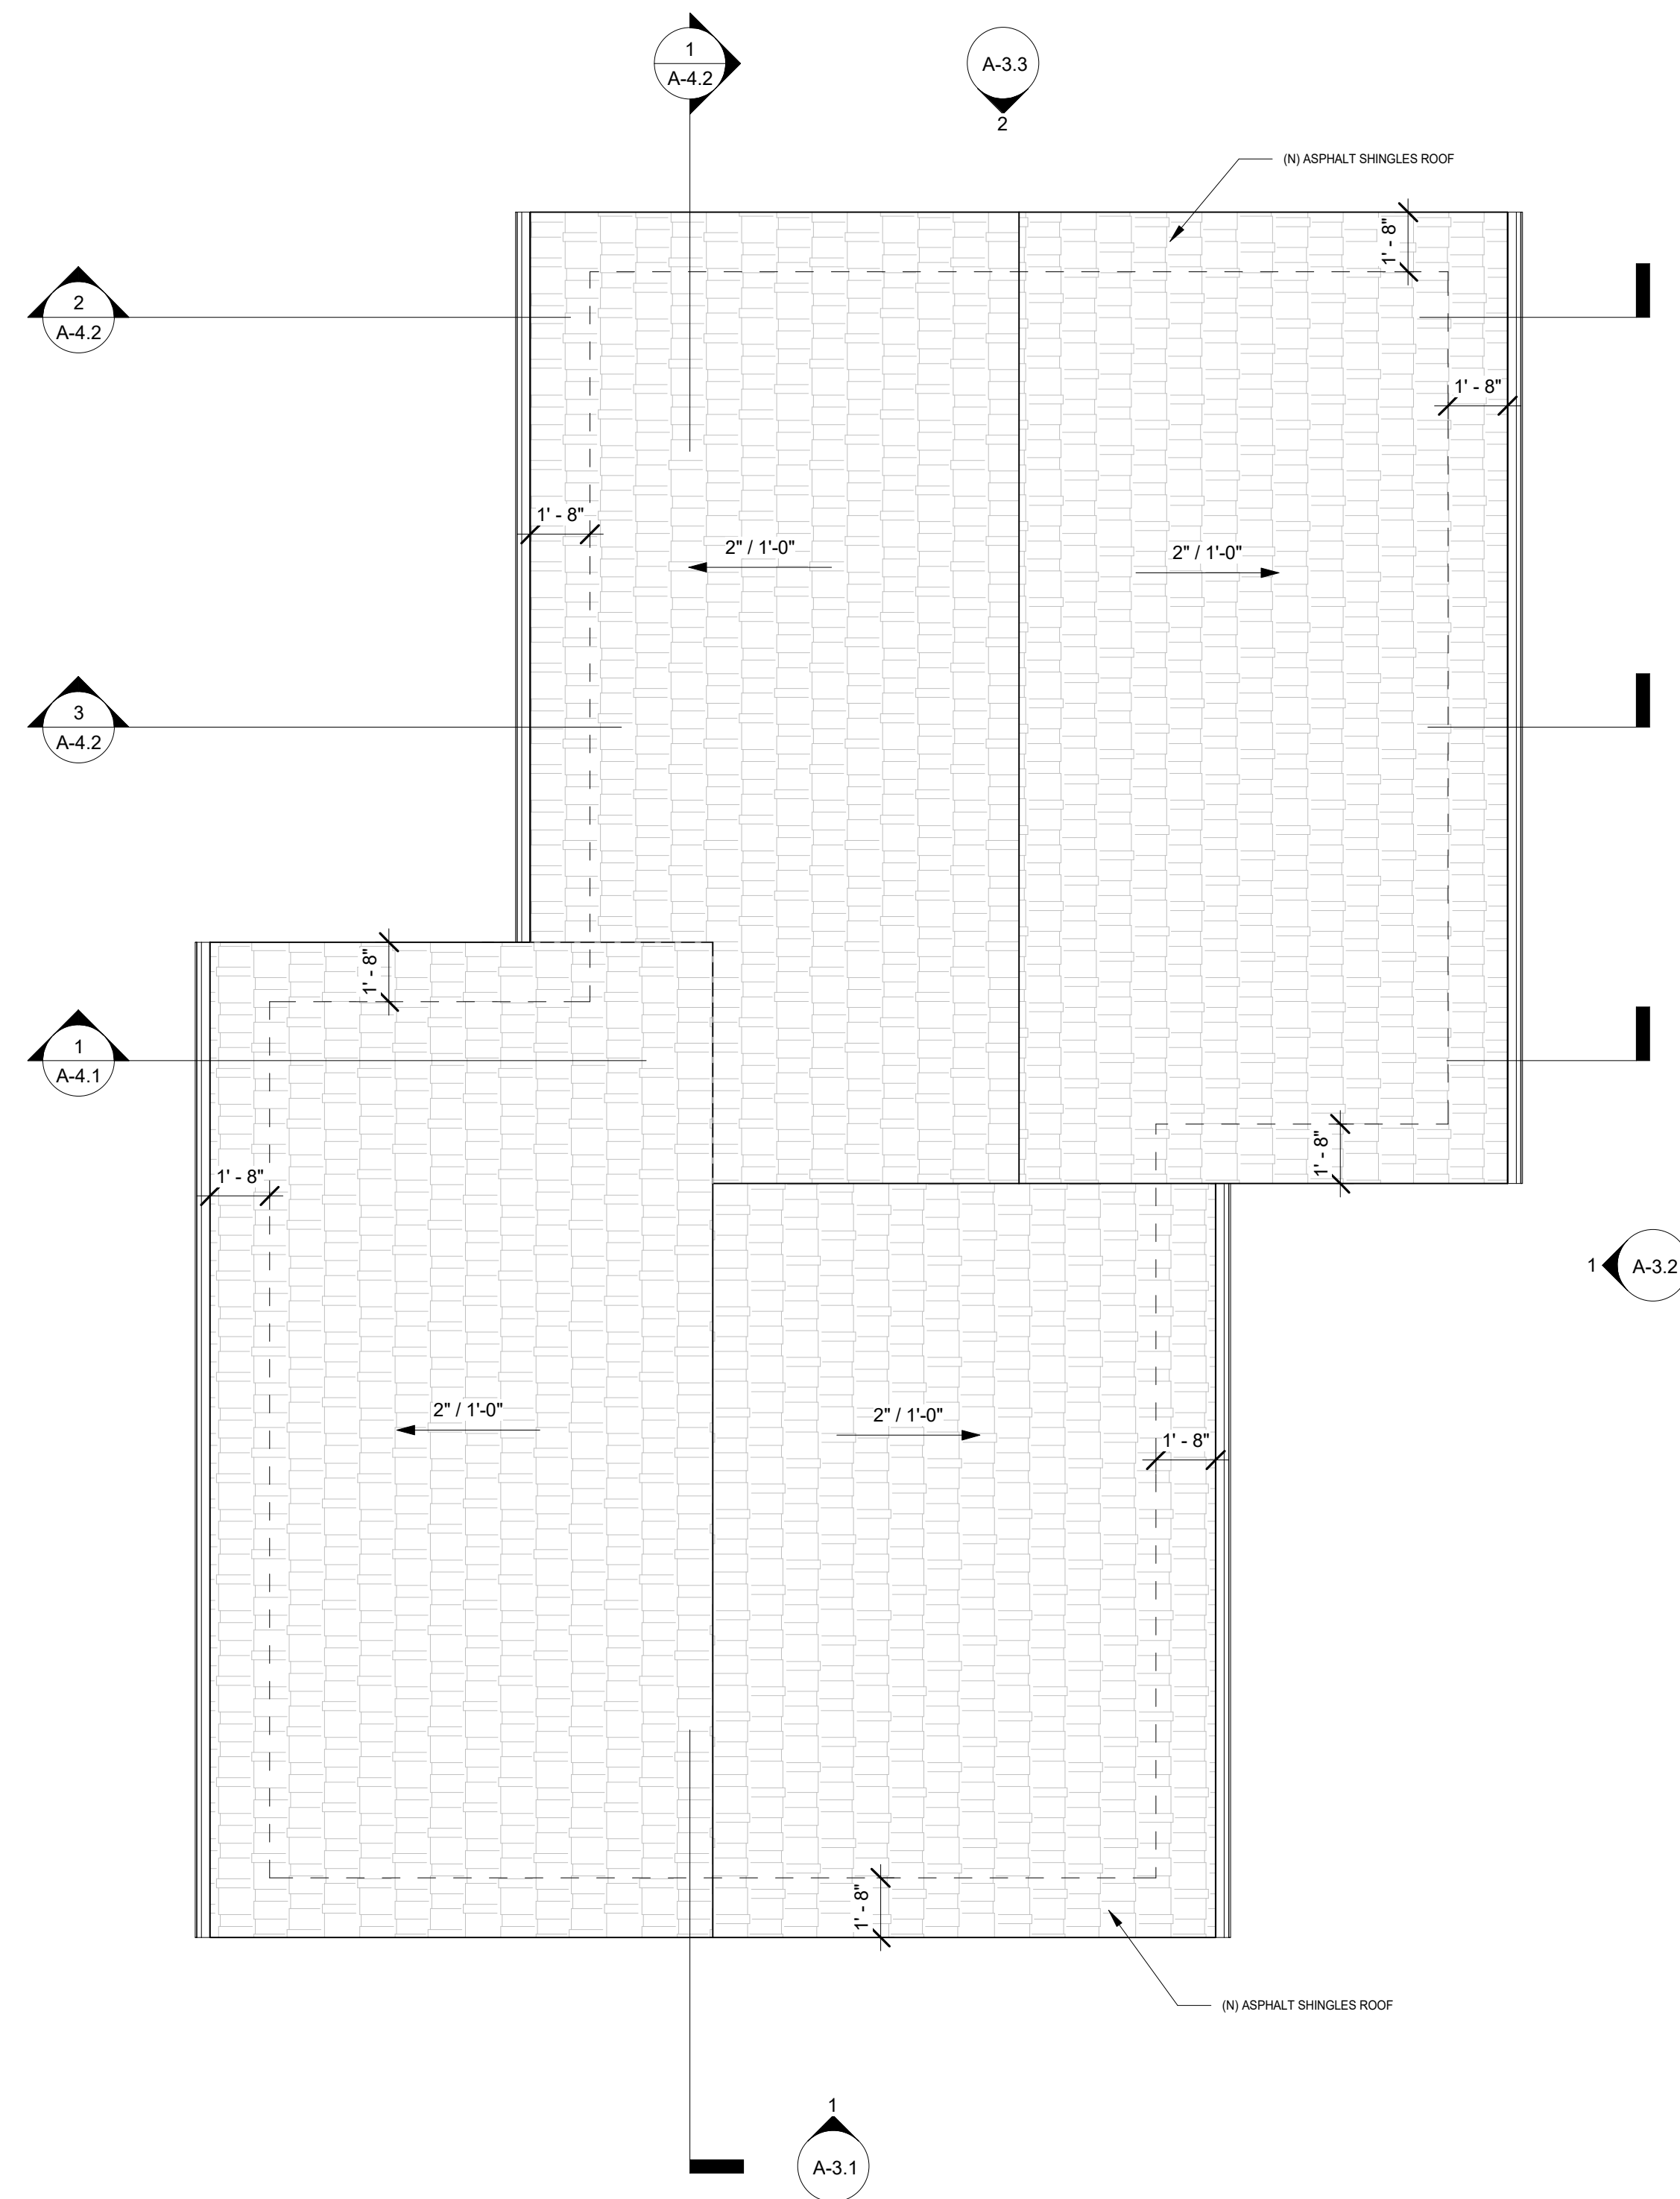 1
A-4.2
A-3.3
2
(N) ASPHALT SHINGLES ROOF
1' - 8"
2
A-4.2
1' - 8"
1' - 8"
2" / 1'-0"
2" / 1'-0"
3
A-4.2
1' - 8"
1
A-4.1
1' - 8"
1' - 8"
1
A-3.2
2" / 1'-0"
2" / 1'-0"
1' - 8"
1' - 8"
(N) ASPHALT SHINGLES ROOF
1
A-3.1